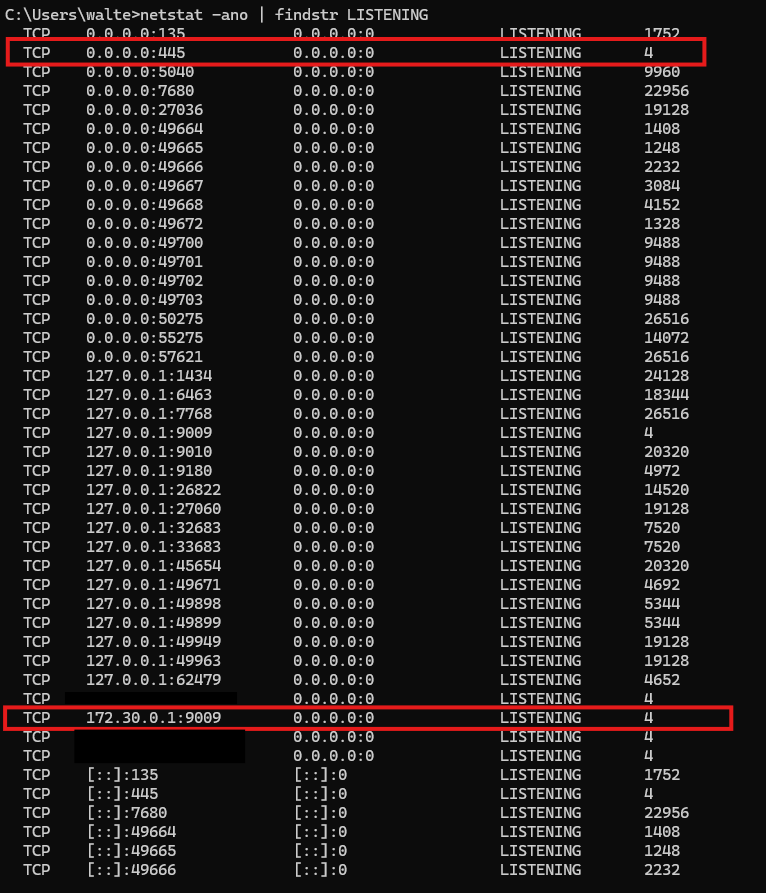 C:\Users\walte>netstat -ano | findstr LISTENING
TCP 0.0.0.0:135 0.0.0.0:0 LISTENING 1752
TCP 0.0.0.0:445 0.0.0.0:0 LISTENING 4
TCP 0.0.0.0:5040 0.0.0.0:0 LISTENING 9960
TCP 0.0.0.0:7680 0.0.0.0:0 LISTENING 22956
TCP 0.0.0.0:27036 0.0.0.0:0 LISTENING 19128
TCP 0.0.0.0:49664 0.0.0.0:0 LISTENING 1408
TCP 0.0.0.0:49665 0.0.0.0:0 LISTENING 1248
TCP 0.0.0.0:49666 0.0.0.0:0 LISTENING 2232
TCP 0.0.0.0:49667 0.0.0.0:0 LISTENING 3084
TCP 0.0.0.0:49668 0.0.0.0:0 LISTENING 4152
TCP 0.0.0.0:49672 0.0.0.0:0 LISTENING 1328
TCP 0.0.0.0:49700 0.0.0.0:0 LISTENING 9488
TCP 0.0.0.0:49701 0.0.0.0:0 LISTENING 9488
TCP 0.0.0.0:49702 0.0.0.0:0 LISTENING 9488
TCP 0.0.0.0:49703 0.0.0.0:0 LISTENING 9488
TCP 0.0.0.0:50275 0.0.0.0:0 LISTENING 26516
TCP 0.0.0.0:55275 0.0.0.0:0 LISTENING 14072
TCP 0.0.0.0:57621 0.0.0.0:0 LISTENING 26516
TCP 127.0.0.1:1434 0.0.0.0:0 LISTENING 24128
TCP 127.0.0.1:6463 0.0.0.0:0 LISTENING 18344
TCP 127.0.0.1:7768 0.0.0.0:0 LISTENING 26516
TCP 127.0.0.1:9009 0.0.0.0:0 LISTENING 4
TCP 127.0.0.1:9010 0.0.0.0:0 LISTENING 20320
TCP 127.0.0.1:9180 0.0.0.0:0 LISTENING 4972
TCP 127.0.0.1:26822 0.0.0.0:0 LISTENING 14520
TCP 127.0.0.1:27060 0.0.0.0:0 LISTENING 19128
TCP 127.0.0.1:32683 0.0.0.0:0 LISTENING 7520
TCP 127.0.0.1:33683 0.0.0.0:0 LISTENING 7520
TCP 127.0.0.1:45654 0.0.0.0:0 LISTENING 20320
TCP 127.0.0.1:49671 0.0.0.0:0 LISTENING 4692
TCP 127.0.0.1:49898 0.0.0.0:0 LISTENING 5344
TCP 127.0.0.1:49899 0.0.0.0:0 LISTENING 5344
TCP 127.0.0.1:49949 0.0.0.0:0 LISTENING 19128
TCP 127.0.0.1:49963 0.0.0.0:0 LISTENING 19128
TCP 127.0.0.1:62479 0.0.0.0:0 LISTENING 4652
TCP 0.0.0.0:0 LISTENING 4
TCP 172.30.0.1:9009 0.0.0.0:0 LISTENING 4
TCP 0.0.0.0:0 LISTENING 4
TCP 0.0.0.0:0 LISTENING 4
TCP [::]:135 [::]:0 LISTENING 1752
TCP [::]:445 [::]:0 LISTENING 4
TCP [::]:7680 [::]:0 LISTENING 22956
TCP [::]:49664 [::]:0 LISTENING 1408
TCP [::]:49665 [::]:0 LISTENING 1248
TCP [::]:49666 [::]:0 LISTENING 2232